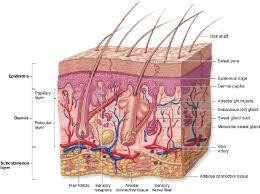 Hair shaft
Sweat pore
Epidermis
Epidermal ridge
Papillary
layer
Dermal papilla
Dermis
Reticular
layer
Arrector pili muscle
Sebaceous (oil) gland
Sweat gland duct
Merocrine sweat gland
Vein
Artery
Subcutaneous
layer
Adipose connective tissue
Hair follicle
Sensory
receptors
Areolar
connective tissue
Sensory
nerve fiber